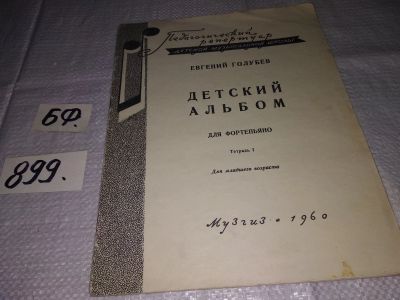 Педагогический
репертуар
ДЕТСКОЙ МУЗЫКАЛЬНОЙ ШКОЛЫ
ЕВГЕНИЙ ГОЛУБЕВ
ДЕТСКИЙ
АЛЬБОМ
ДЛЯ ФОРТЕПЬЯНО
Тетрадь I
Для младшего возраста
Музгиз • 1960
БФ.
899.